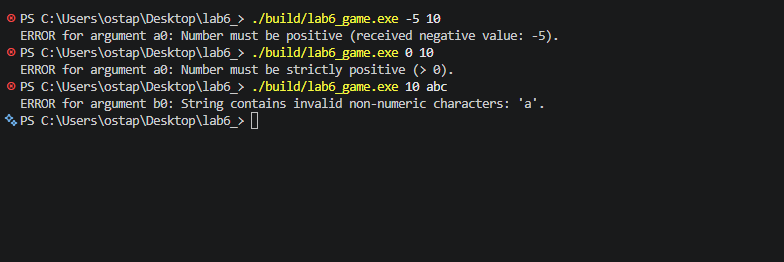 PS C:\Users\ostap\Desktop\lab6_> ./build/lab6_game.exe -5 10
ERROR for argument a0: Number must be positive (received negative value: -5).
PS C:\Users\ostap\Desktop\lab6_> ./build/lab6_game.exe 0 10
ERROR for argument a0: Number must be strictly positive (> 0).
PS C:\Users\ostap\Desktop\lab6_> ./build/lab6_game.exe 10 abc
ERROR for argument b0: String contains invalid non-numeric characters: 'a'.
PS C:\Users\ostap\Desktop\lab6_>